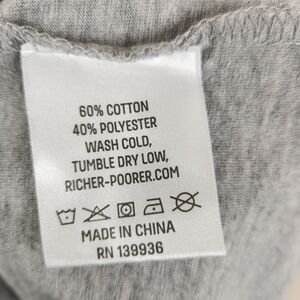 60% COTTON
40% POLYESTER
WASH COLD,
TUMBLE DRY LOW,
RICHER-POORER.COM
MADE IN CHINA
RN 139936